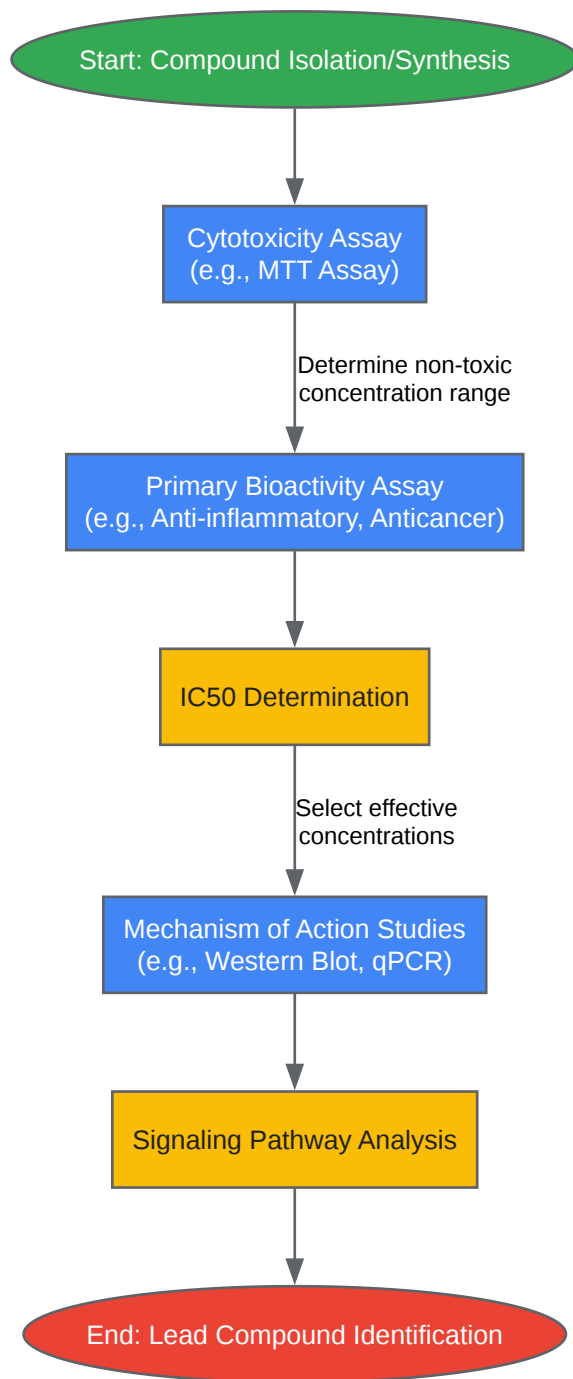 Start: Compound Isolation/Synthesis
Cytotoxicity Assay
(e.g., MTT Assay)
Determine non-toxic
concentration range
Primary Bioactivity Assay
(e.g., Anti-inflammatory, Anticancer)
IC50 Determination
Select effective
concentrations
Mechanism of Action Studies
(e.g., Western Blot, qPCR)
Signaling Pathway Analysis
End: Lead Compound Identification